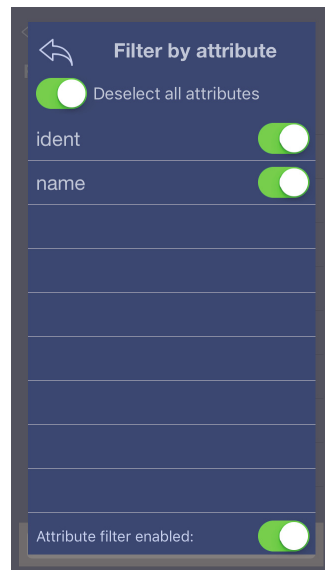 Filter by attribute
Deselect all attributes
ident
name
Attribute filter enabled: